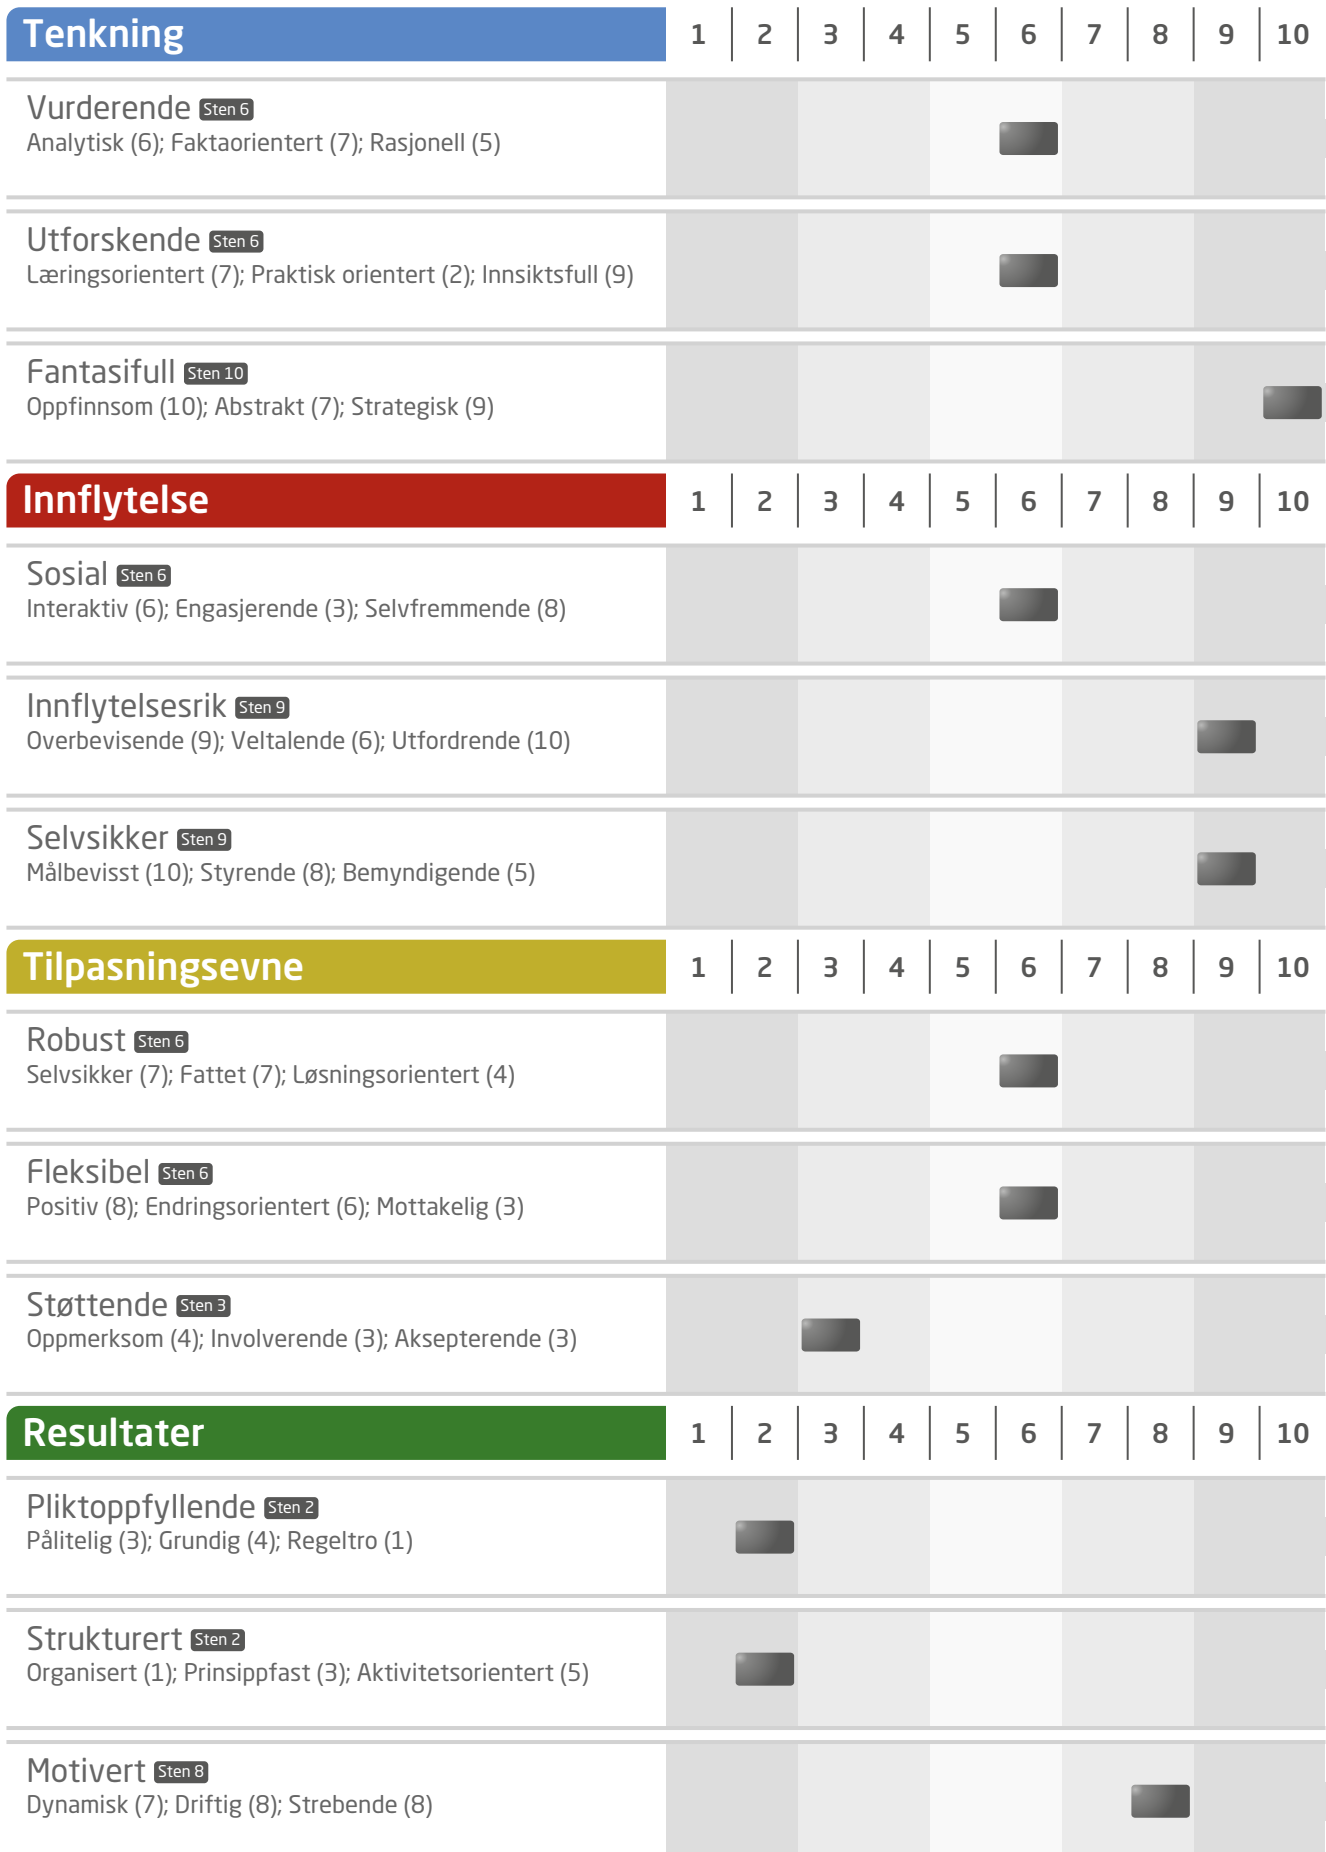 Tenkning 1 2 3 4 5 6 7 8 9 10
Vurderende Sten 6
Analytisk (6); Faktaorientert (7); Rasjonell (5)
Utforskende Sten 6
Læringsorientert (7); Praktisk orientert (2); Innsiktsfull (9)
Fantasifull Sten 10
Oppfinnsom (10); Abstrakt (7); Strategisk (9)
Innflytelse 1 2 3 4 5 6 7 8 9 10
Sosial Sten 6
Interaktiv (6); Engasjerende (3); Selvfremmende (8)
Innflytelsesrik Sten 9
Overbevisende (9); Veltalende (6); Utfordrende (10)
Selvsikker Sten 9
Målbevisst (10); Styrende (8); Bemyndigende (5)
Tilpasningsevne 1 2 3 4 5 6 7 8 9 10
Robust Sten 6
Selvsikker (7); Fattet (7); Løsningsorientert (4)
Fleksibel Sten 6
Positiv (8); Endringsorientert (6); Mottakelig (3)
Støttende Sten 3
Oppmerksom (4); Involverende (3); Aksepterende (3)
Resultater 1 2 3 4 5 6 7 8 9 10
Pliktoppfyllende Sten 2
Pålitelig (3); Grundig (4); Regeltro (1)
Strukturert Sten 2
Organisert (1); Prinsippfast (3); Aktivitetsorientert (5)
Motivert Sten 8
Dynamisk (7); Driftig (8); Strebende (8)